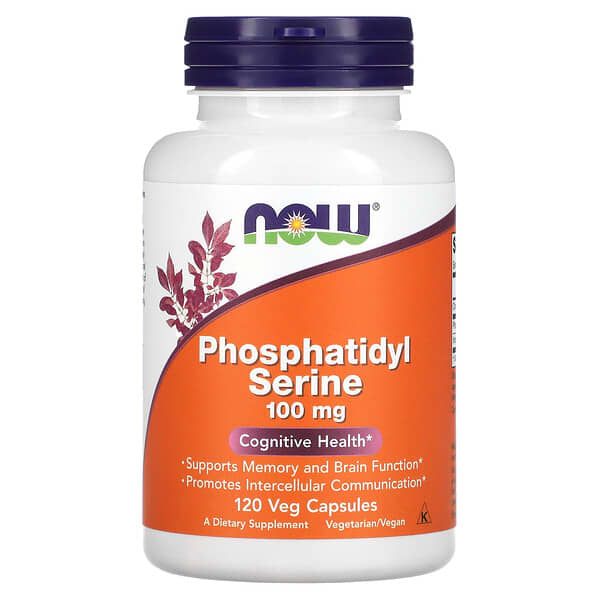 NOW®
Phosphatidyl
Serine
100 mg
Cognitive Health*
•Supports Memory and Brain Function*
•Promotes Intercellular Communication*
120 Veg Capsules
A Dietary Supplement Vegetarian/Vegan
K